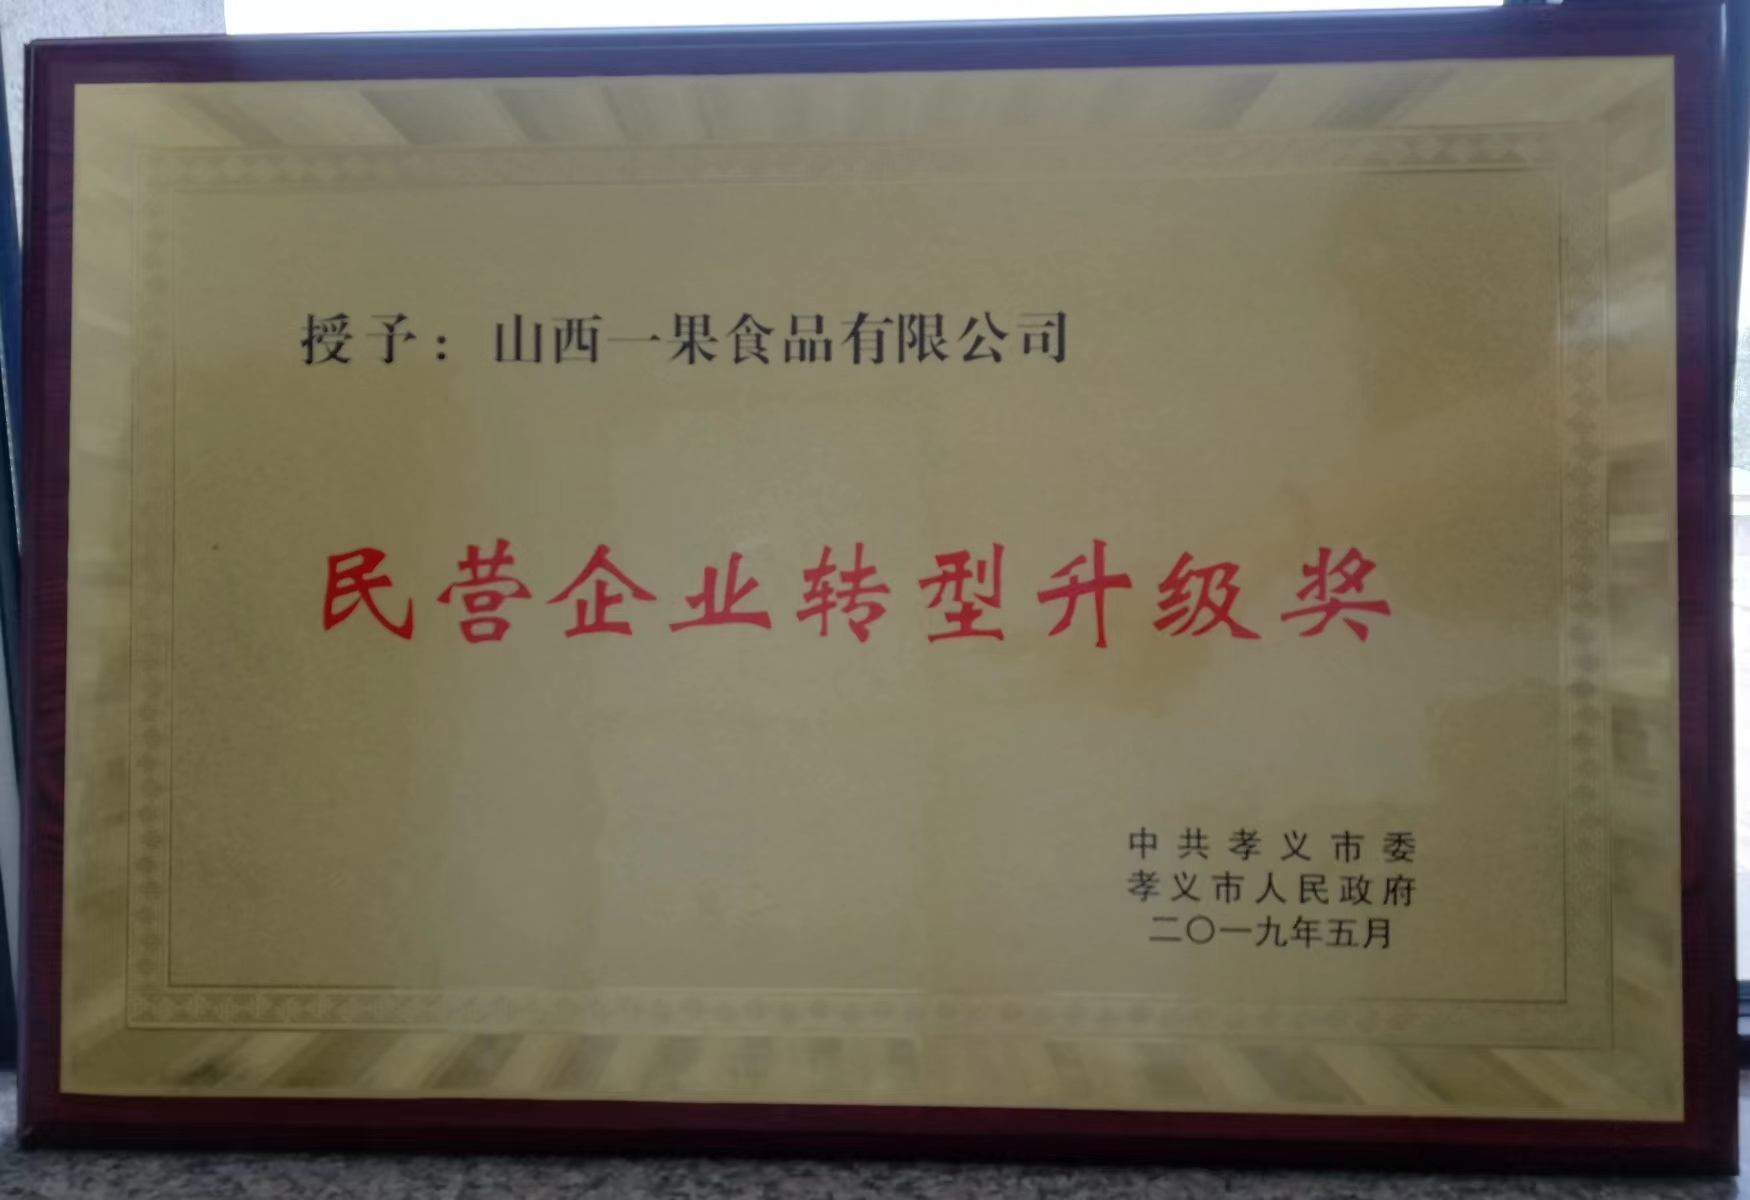 授予：山西一果食品有限公司
民营企业转型升级奖
中共孝义市委
孝义市人民政府
二〇一九年五月